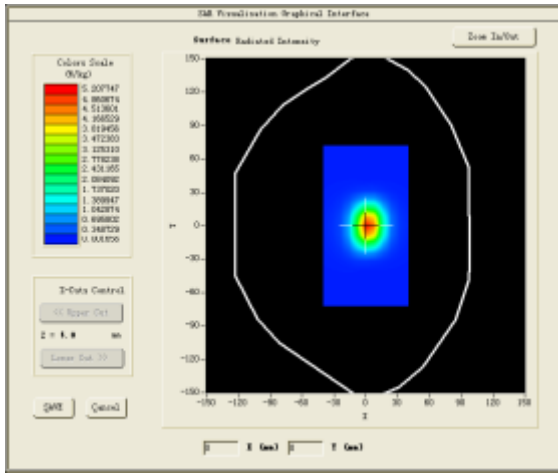 SAR Visualisation Graphical Interface
Surface Radiated Intensity
Zoom In/Out
Colors Scale
(W/kg)
5.207747
4.860674
4.513601
4.166529
3.819456
3.472383
3.125310
2.778238
2.431165
2.084092
1.737020
1.389947
1.042874
0.695802
0.348729
0.001656
Z-Cuts Control
<< Upper Cut
Z = 4.0 mm
Lower Cut >>
SAVE
Cancel
150
120
90
60
30
0
-30
-60
-90
-120
-150
Y
-150 -120 -90 -60 -30 0 30 60 90 120 150
X
X (mm)
Y (mm)